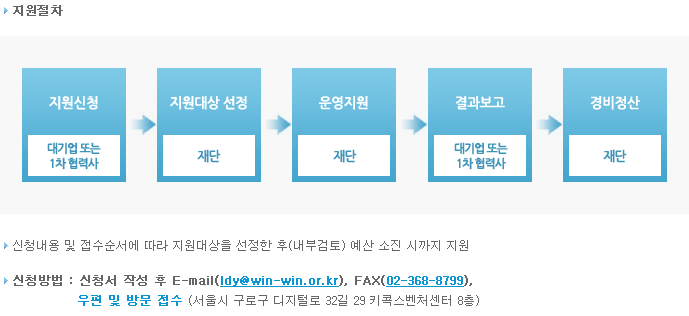 지원절차
지원신청 지원대상 선정 운영지원 결과보고 경비정산
대기업 또는
1차 협력사
재단
재단
대기업 또는
1차 협력사
재단
신청내용 및 접수순서에 따라 지원대상을 선정한 후(내부검토) 예산 소진 시까지 지원
신청방법 : 신청서 작성 후 E-mail(ldy@win-win.or.kr), FAX(02-368-8799),
우편 및 방문 접수 (서울시 구로구 디지털로 32길 29 키콕스벤처센터 8층)